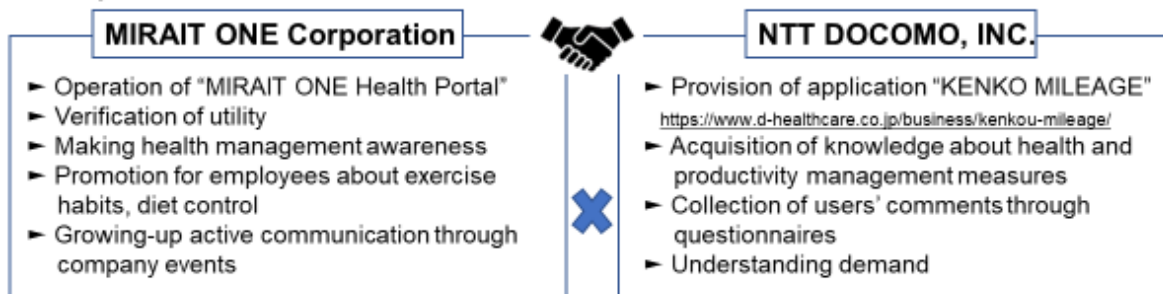 MIRAIT ONE Corporation
► Operation of “MIRAIT ONE Health Portal”
► Verification of utility
► Making health management awareness
► Promotion for employees about exercise
habits, diet control
► Growing-up active communication through
company events
NTT DOCOMO, INC.
► Provision of application “KENKO MILEAGE”
https://www.d-healthcare.co.jp/business/kenkou-mileage/
► Acquisition of knowledge about health and
productivity management measures
► Collection of users’ comments through
questionnaires
► Understanding demand